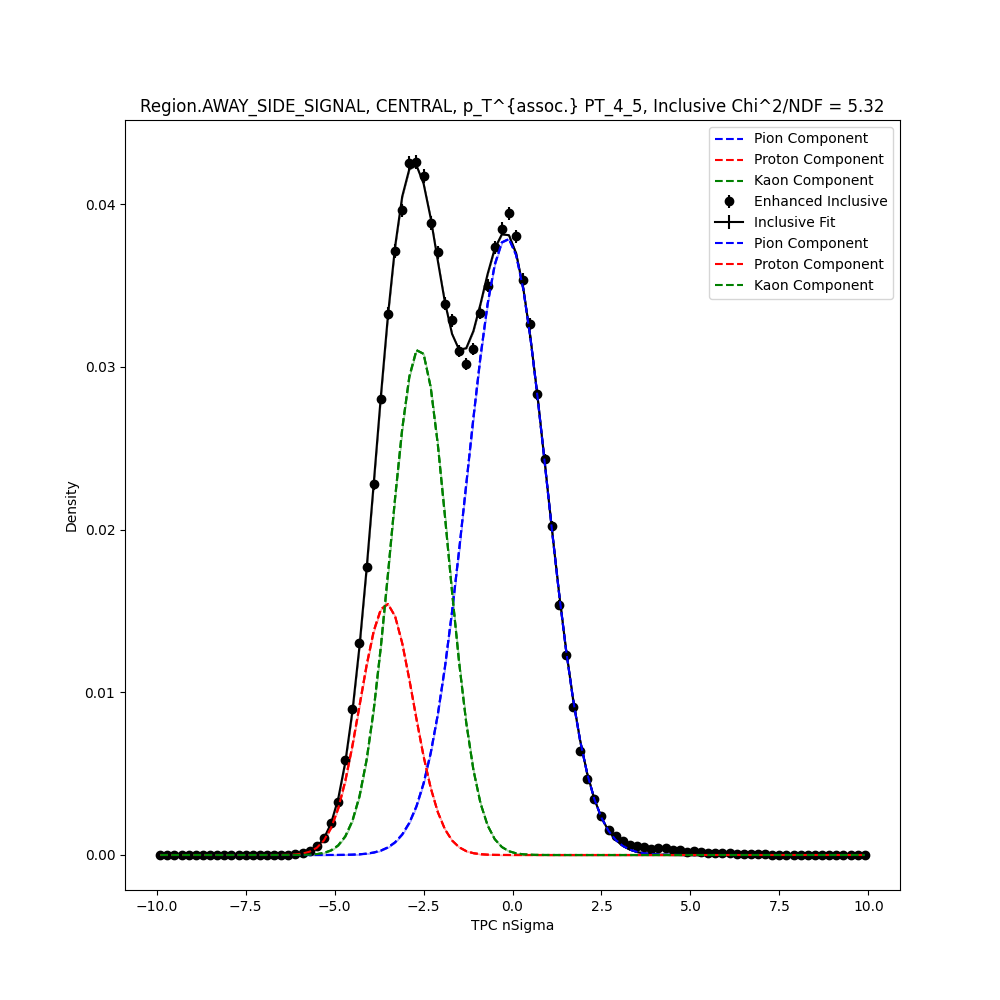 Region.AWAY_SIDE_SIGNAL, CENTRAL, p_T^{assoc.} PT_4_5, Inclusive Chi^2/NDF = 5.32
Pion Component
Proton Component
Kaon Component
Enhanced Inclusive
Inclusive Fit
Pion Component
Proton Component
Kaon Component
0.04
0.03
0.02
0.01
0.00
Density
−10.0 −7.5 −5.0 −2.5 0.0 2.5 5.0 7.5 10.0
TPC nSigma